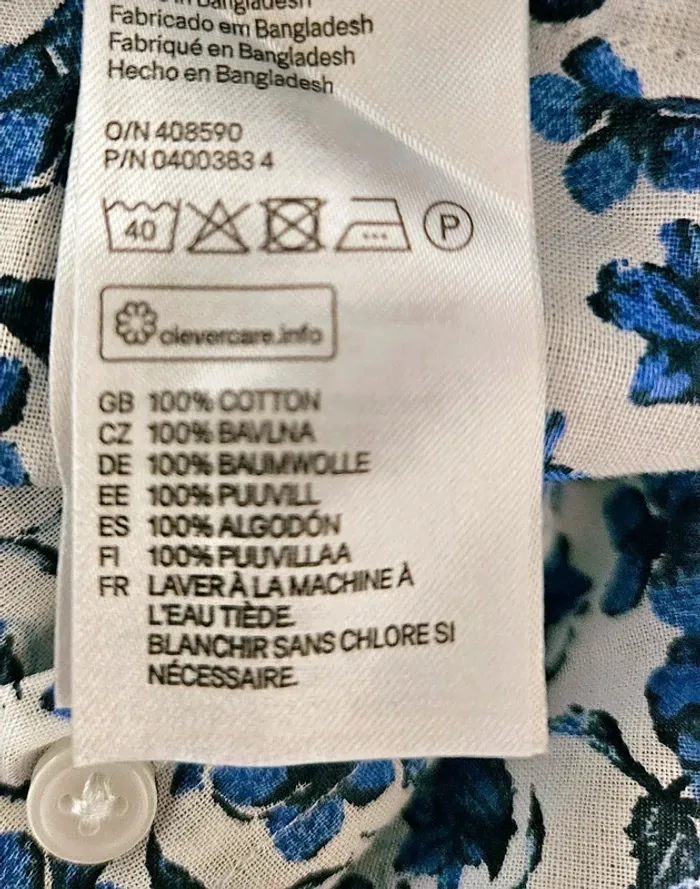 in Bangladesh
Fabricado em Bangladesh
Fabriqué en Bangladesh
Hecho en Bangladesh
O/N 408590
P/N 0400383 4
40
P
clevercare.info
GB 100% COTTON
CZ 100% BAVLNA
DE 100% BAUMWOLLE
EE 100% PUUVILL
ES 100% ALGODÓN
FI 100% PUUVILLAA
FR LAVER À LA MACHINE À
L'EAU TIÈDE.
BLANCHIR SANS CHLORE SI
NÉCESSAIRE.